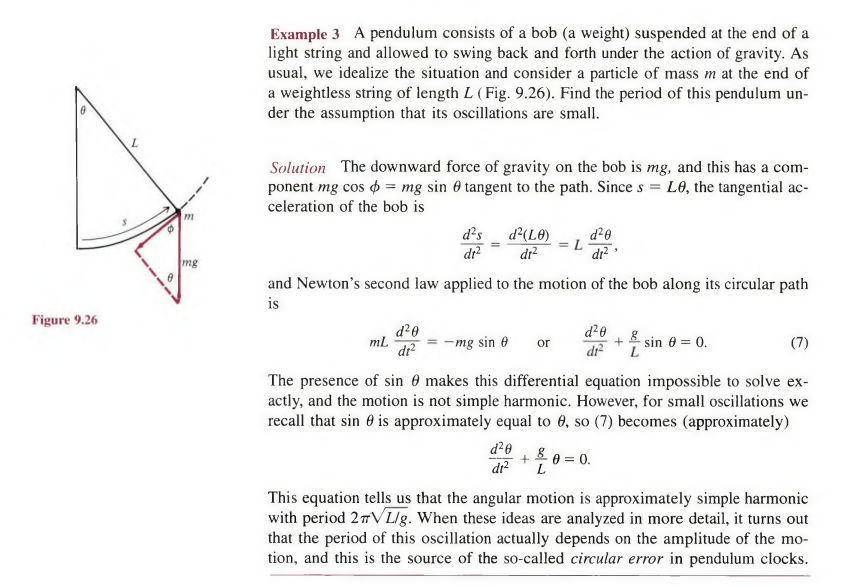 θ
L
s
m
φ
mg
θ
Figure 9.26
Example 3 A pendulum consists of a bob (a weight) suspended at the end of a
light string and allowed to swing back and forth under the action of gravity. As
usual, we idealize the situation and consider a particle of mass m at the end of
a weightless string of length L (Fig. 9.26). Find the period of this pendulum un-
der the assumption that its oscillations are small.
Solution The downward force of gravity on the bob is mg, and this has a com-
ponent mg cos φ = mg sin θ tangent to the path. Since s = Lθ, the tangential ac-
celeration of the bob is
d²s/dt² = d²(Lθ)/dt² = L d²θ/dt²,
and Newton's second law applied to the motion of the bob along its circular path
is
mL d²θ/dt² = −mg sin θ or d²θ/dt² + g/L sin θ = 0. (7)
The presence of sin θ makes this differential equation impossible to solve ex-
actly, and the motion is not simple harmonic. However, for small oscillations we
recall that sin θ is approximately equal to θ, so (7) becomes (approximately)
d²θ/dt² + g/L θ = 0.
This equation tells us that the angular motion is approximately simple harmonic
with period 2π√L/g. When these ideas are analyzed in more detail, it turns out
that the period of this oscillation actually depends on the amplitude of the mo-
tion, and this is the source of the so-called circular error in pendulum clocks.